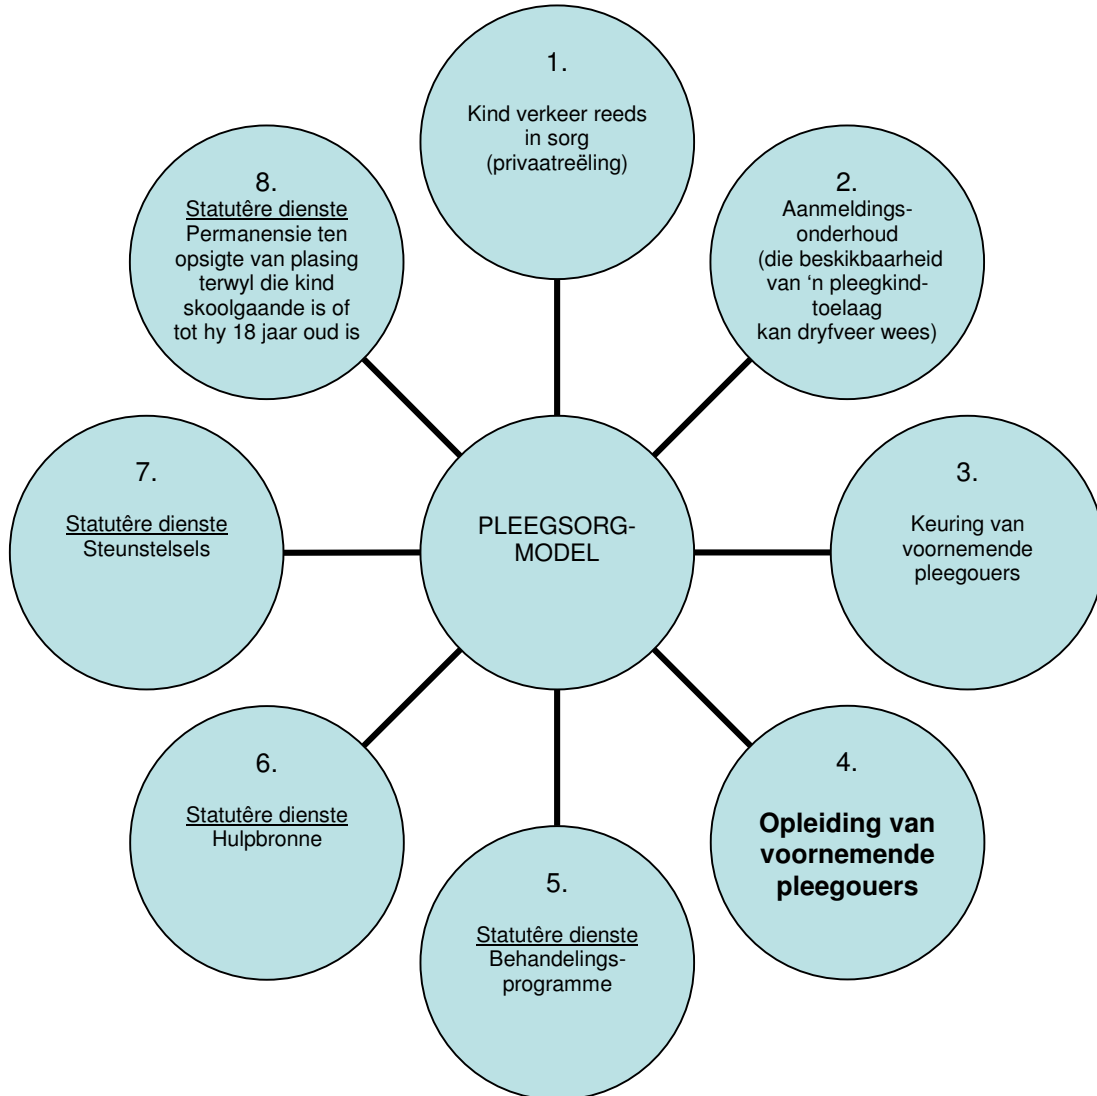 1.
Kind verkeer reeds
in sorg
(privaatreëling)
2.
Aanmeldings-
onderhoud
(die beskikbaarheid
van ‘n pleegkind-
toelaag
kan dryfveer wees)
3.
Keuring van
voornemende
pleegouers
4.
Opleiding van
voornemende
pleegouers
5.
Statutêre dienste
Behandelings-
programme
6.
Statutêre dienste
Hulpbronne
7.
Statutêre dienste
Steunstelsels
8.
Statutêre dienste
Permanensie ten
opsigte van plasing
terwyl die kind
skoolgaande is of
tot hy 18 jaar oud is
PLEEGSORG-
MODEL